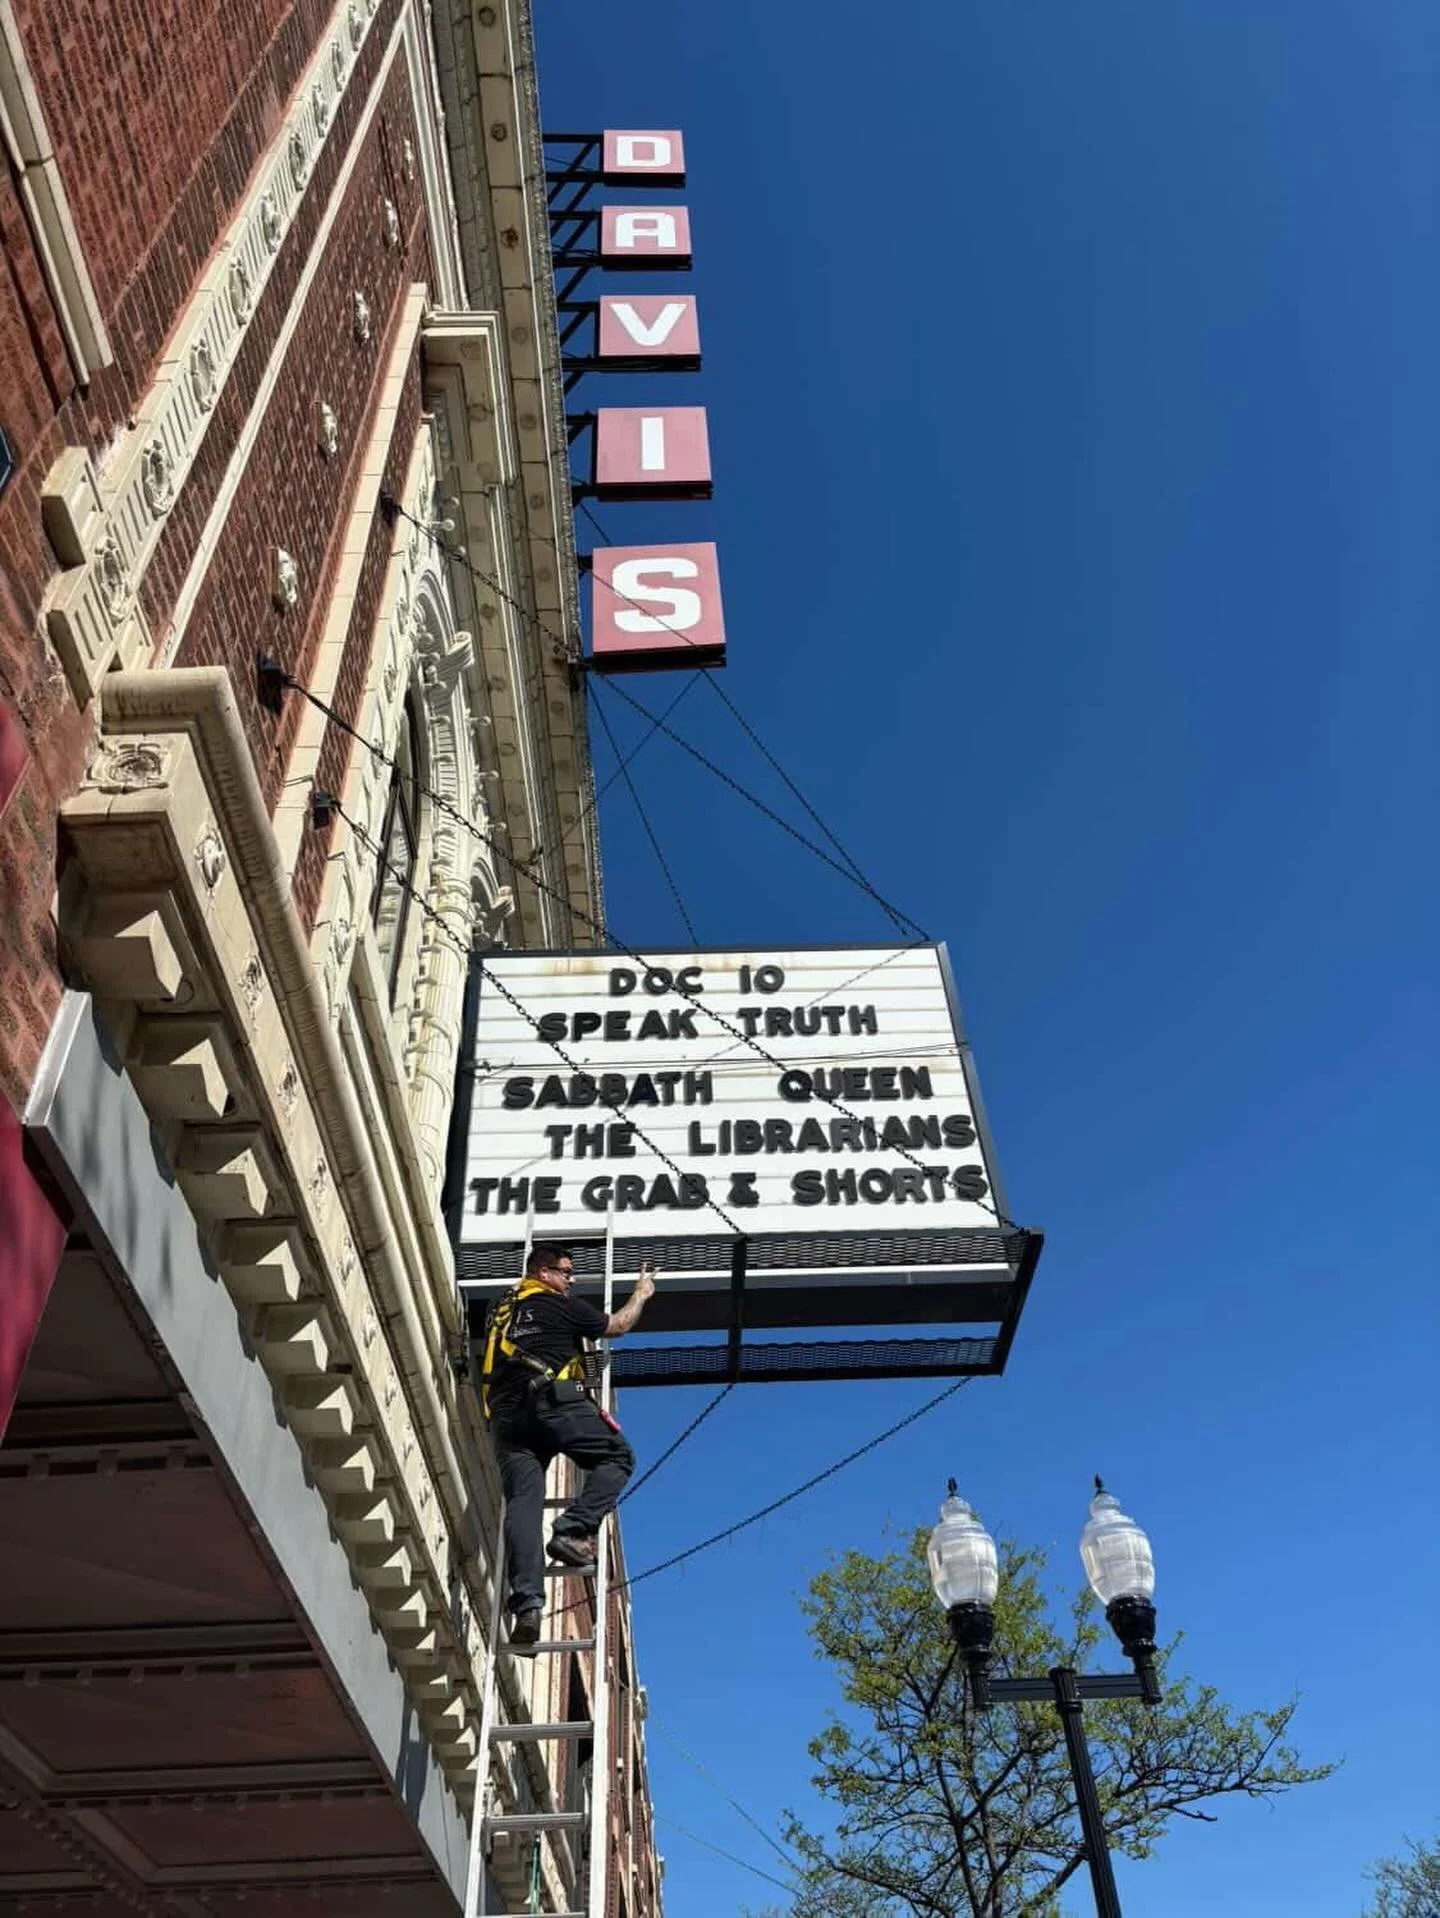 DAVIS
DOC 10
SPEAK TRUTH
SABBATH QUEEN
THE LIBRARIANS
THE GRAB & SHORTS